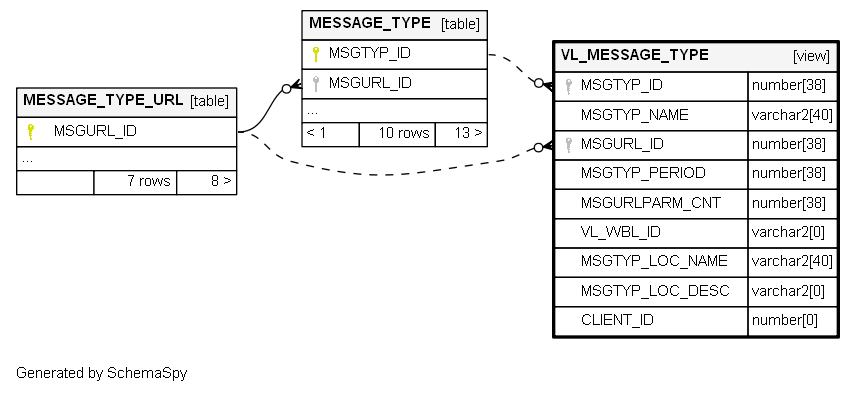 MESSAGE_TYPE [table]
MSGTYP_ID
MSGURL_ID
...
< 1 10 rows 13 >
MESSAGE_TYPE_URL [table]
MSGURL_ID
...
7 rows 8 >
VL_MESSAGE_TYPE [view]
MSGTYP_ID number[38]
MSGTYP_NAME varchar2[40]
MSGURL_ID number[38]
MSGTYP_PERIOD number[38]
MSGURLPARM_CNT number[38]
VL_WBL_ID varchar2[0]
MSGTYP_LOC_NAME varchar2[40]
MSGTYP_LOC_DESC varchar2[0]
CLIENT_ID number[0]
Generated by SchemaSpy